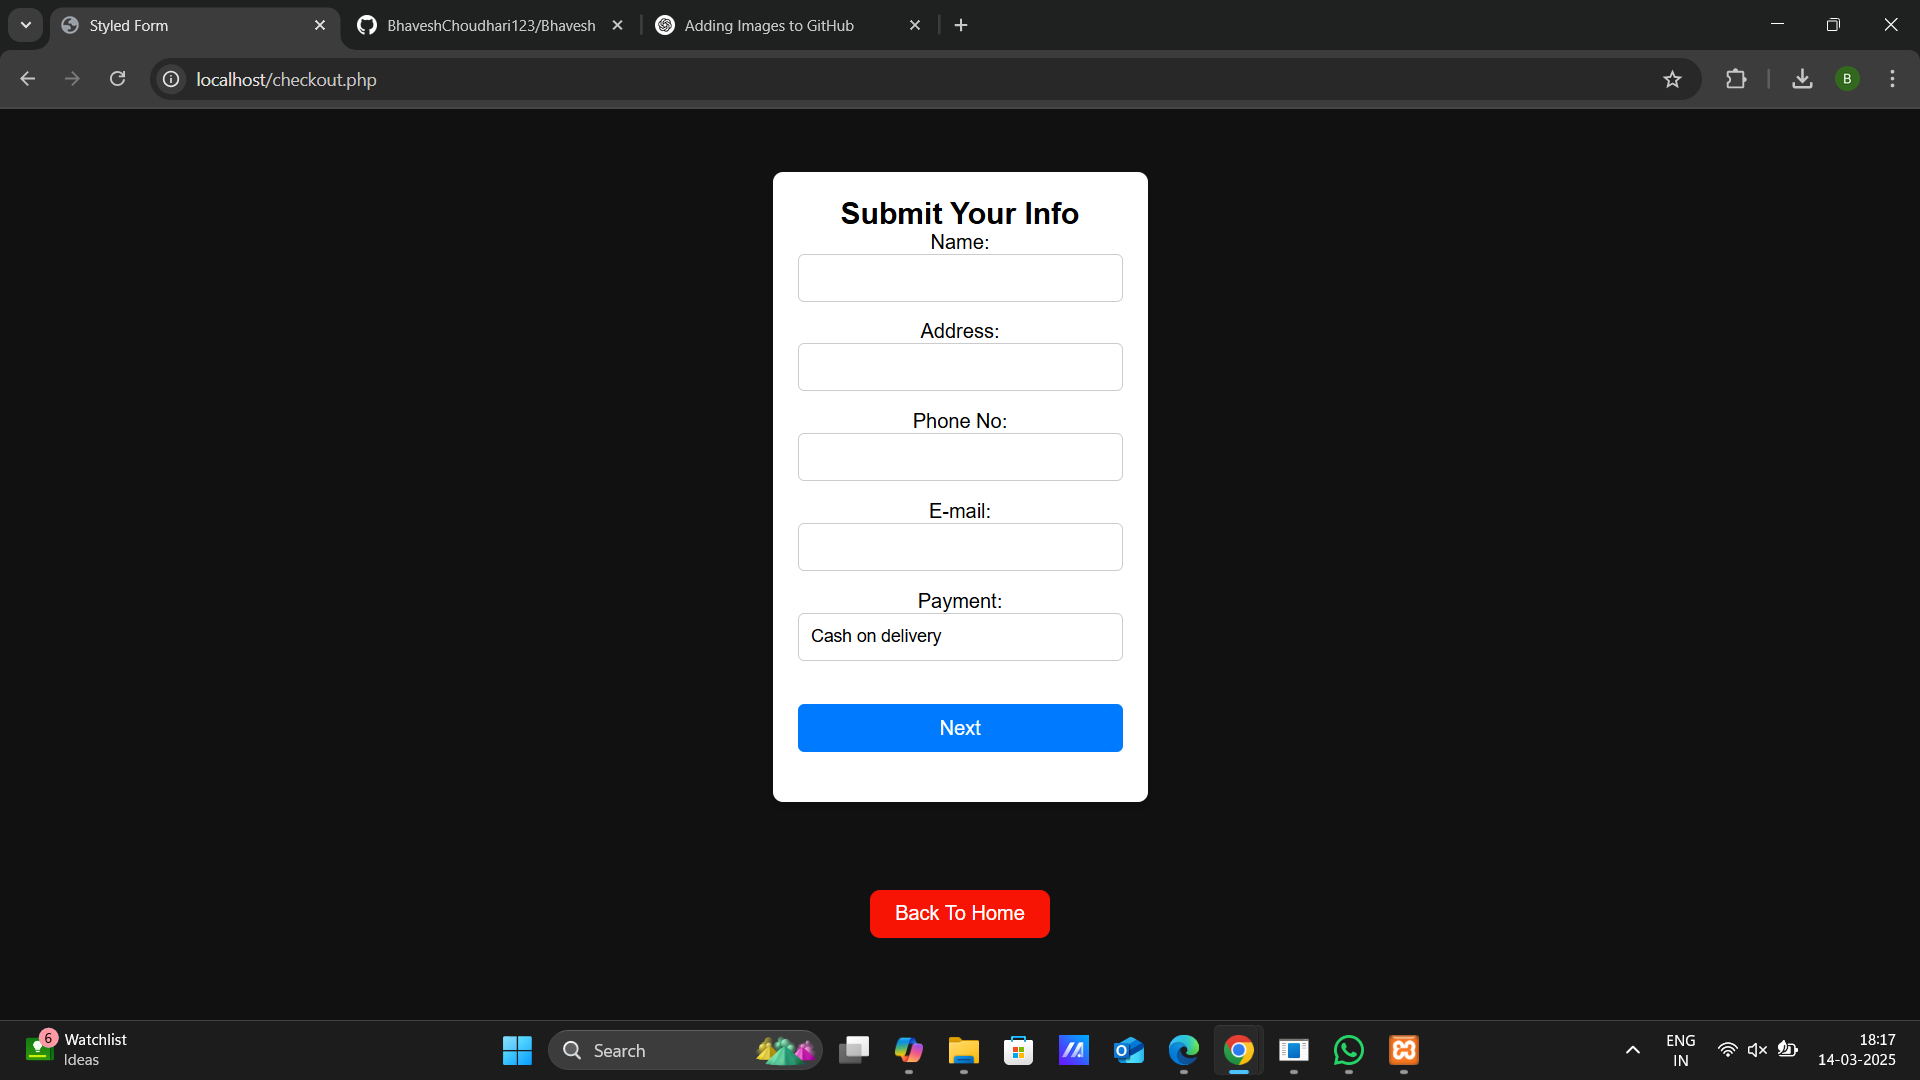 Styled Form
BhaveshChoudhari123/Bhavesh
Adding Images to GitHub
localhost/checkout.php
B
Submit Your Info
Name:
Address:
Phone No:
E-mail:
Payment:
Cash on delivery
Next
Back To Home
6
Watchlist
Ideas
Search
ENG
IN
18:17
14-03-2025